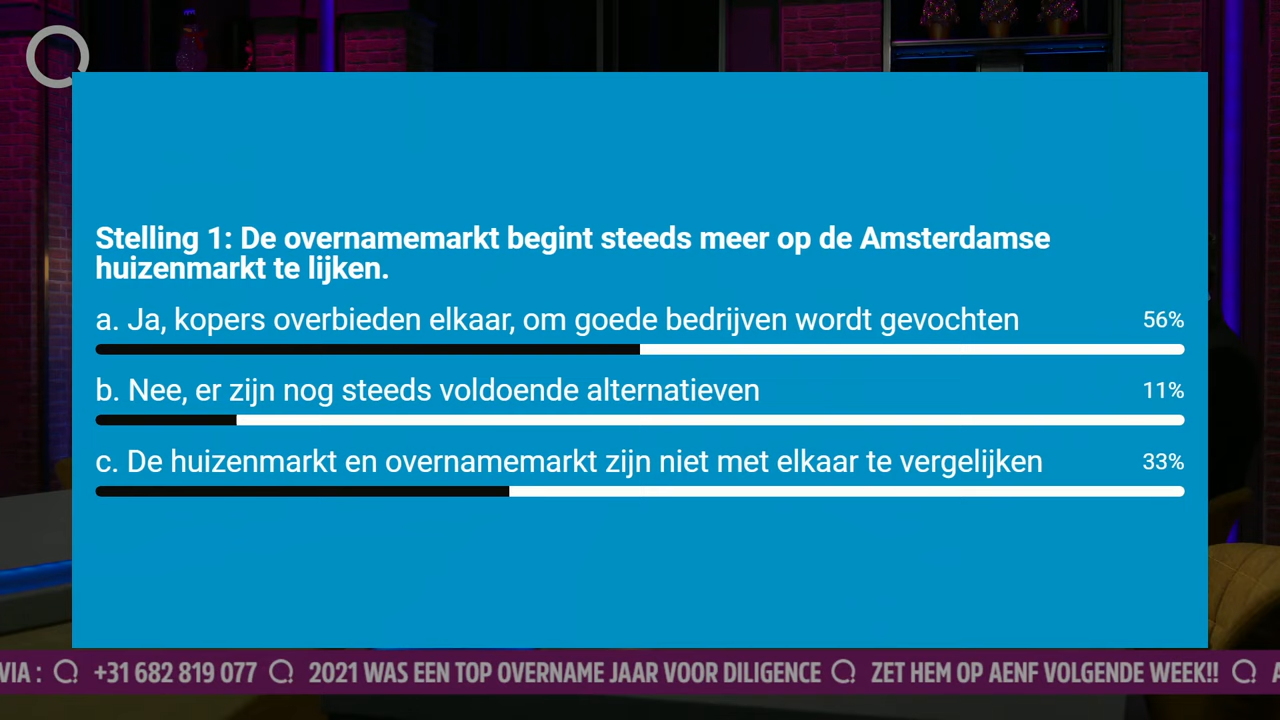 Stelling 1: De overnamemarkt begint steeds meer op de Amsterdamse
huizenmarkt te lijken.
a. Ja, kopers overbieden elkaar, om goede bedrijven wordt gevochten 56%
b. Nee, er zijn nog steeds voldoende alternatieven 11%
c. De huizenmarkt en overnamemarkt zijn niet met elkaar te vergelijken 33%
VIA : +31 682 819 077 2021 WAS EEN TOP OVERNAME JAAR VOOR DILIGENCE ZET HEM OP AENF VOLGENDE WEEK!!